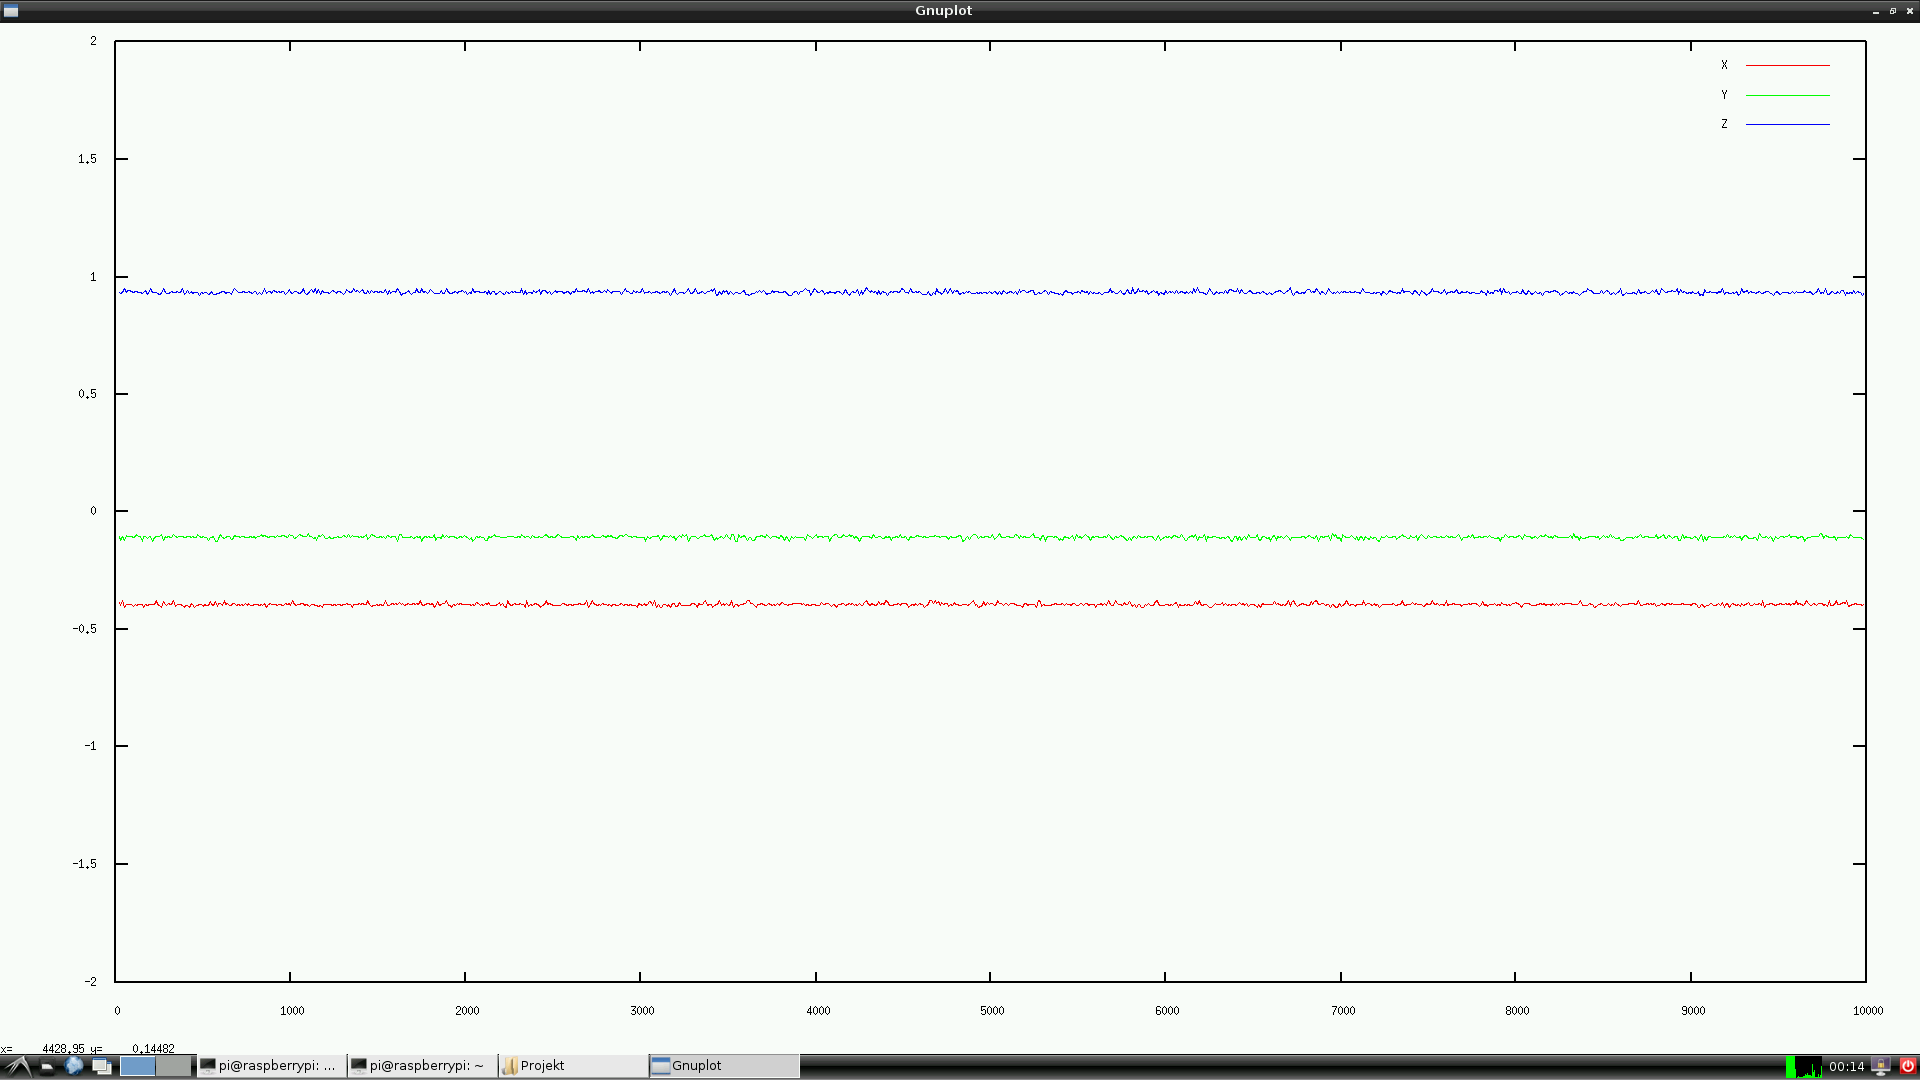 Gnuplot
2
X
Y
Z
1.5
1
0.5
0
-0.5
-1
-1.5
-2
0 1000 2000 3000 4000 5000 6000 7000 8000 9000 10000
x= 4428.95 y= 0.14482
pi@raspberrypi: ... pi@raspberrypi: ~ Projekt Gnuplot 00:14